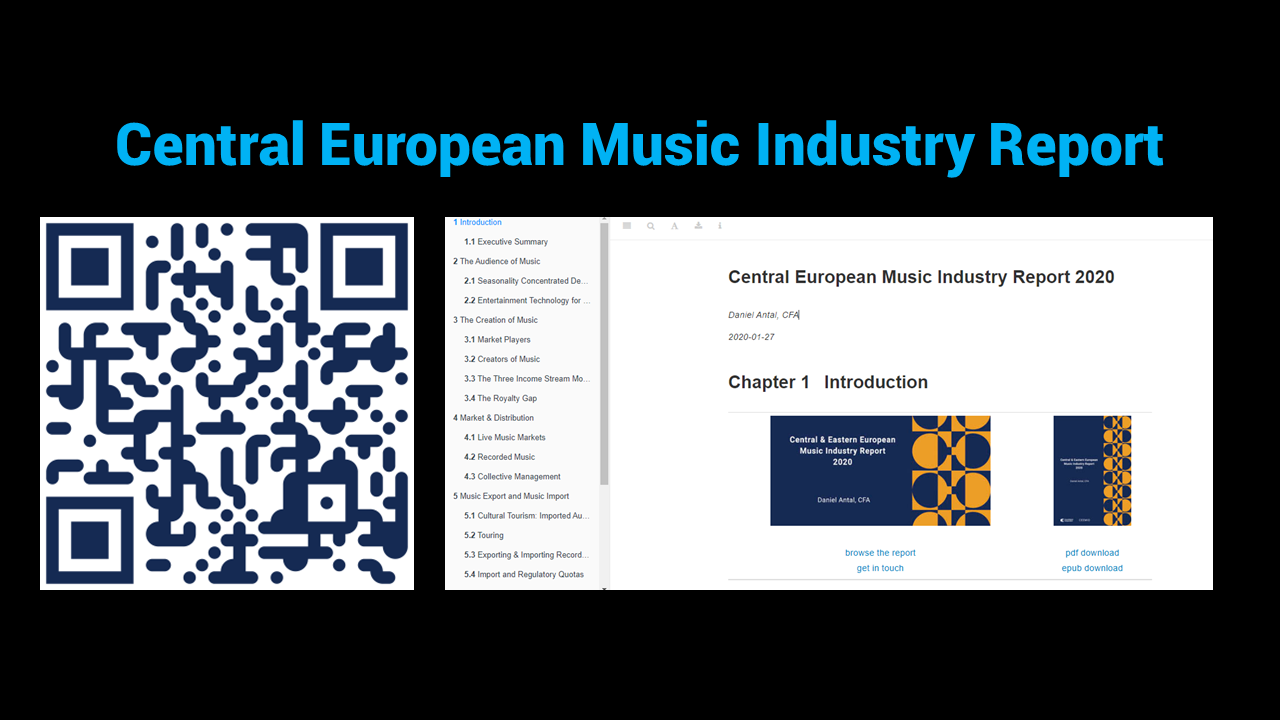 Central European Music Industry Report
1 Introduction
1.1 Executive Summary
2 The Audience of Music
2.1 Seasonality Concentrated De...
2.2 Entertainment Technology for ...
3 The Creation of Music
3.1 Market Players
3.2 Creators of Music
3.3 The Three Income Stream Mo...
3.4 The Royalty Gap
4 Market & Distribution
4.1 Live Music Markets
4.2 Recorded Music
4.3 Collective Management
5 Music Export and Music Import
5.1 Cultural Tourism: Imported Au...
5.2 Touring
5.3 Exporting & Importing Record...
5.4 Import and Regulatory Quotas
Central European Music Industry Report 2020
Daniel Antal, CFA
2020-01-27
Chapter 1 Introduction
Central & Eastern European
Music Industry Report
2020
Daniel Antal, CFA
Central & Eastern European
Music Industry Report
2020
Daniel Antal, CFA
browse the report
get in touch
pdf download
epub download